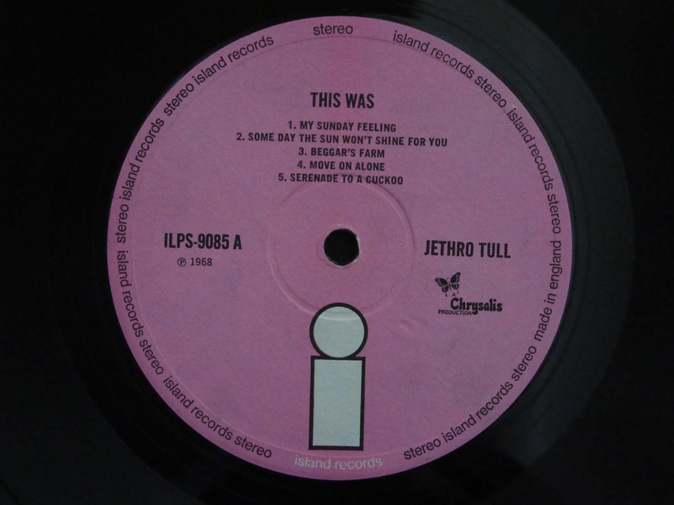 stereo
island records stereo island records stereo made in england
stereo island records stereo island records
THIS WAS
1. MY SUNDAY FEELING
2. SOME DAY THE SUN WON'T SHINE FOR YOU
3. BEGGAR'S FARM
4. MOVE ON ALONE
5. SERENADE TO A CUCKOO
ILPS-9085 A
℗ 1968
JETHRO TULL
A
Chrysalis
PRODUCTION
i
island records stereo
island records stereo
stereo island records stereo
island records